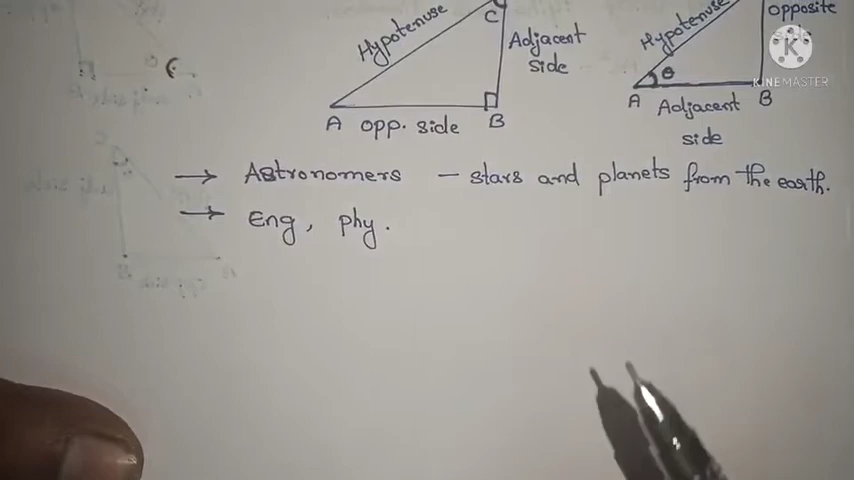 Hypotenuse
C
Adjacent
side
A opp. side B
Hypotenuse
opposite
side
θ
A Adjacent B
side
K
KINEMASTER
→ Astronomers - stars and planets from the earth.
→ Eng, phy.